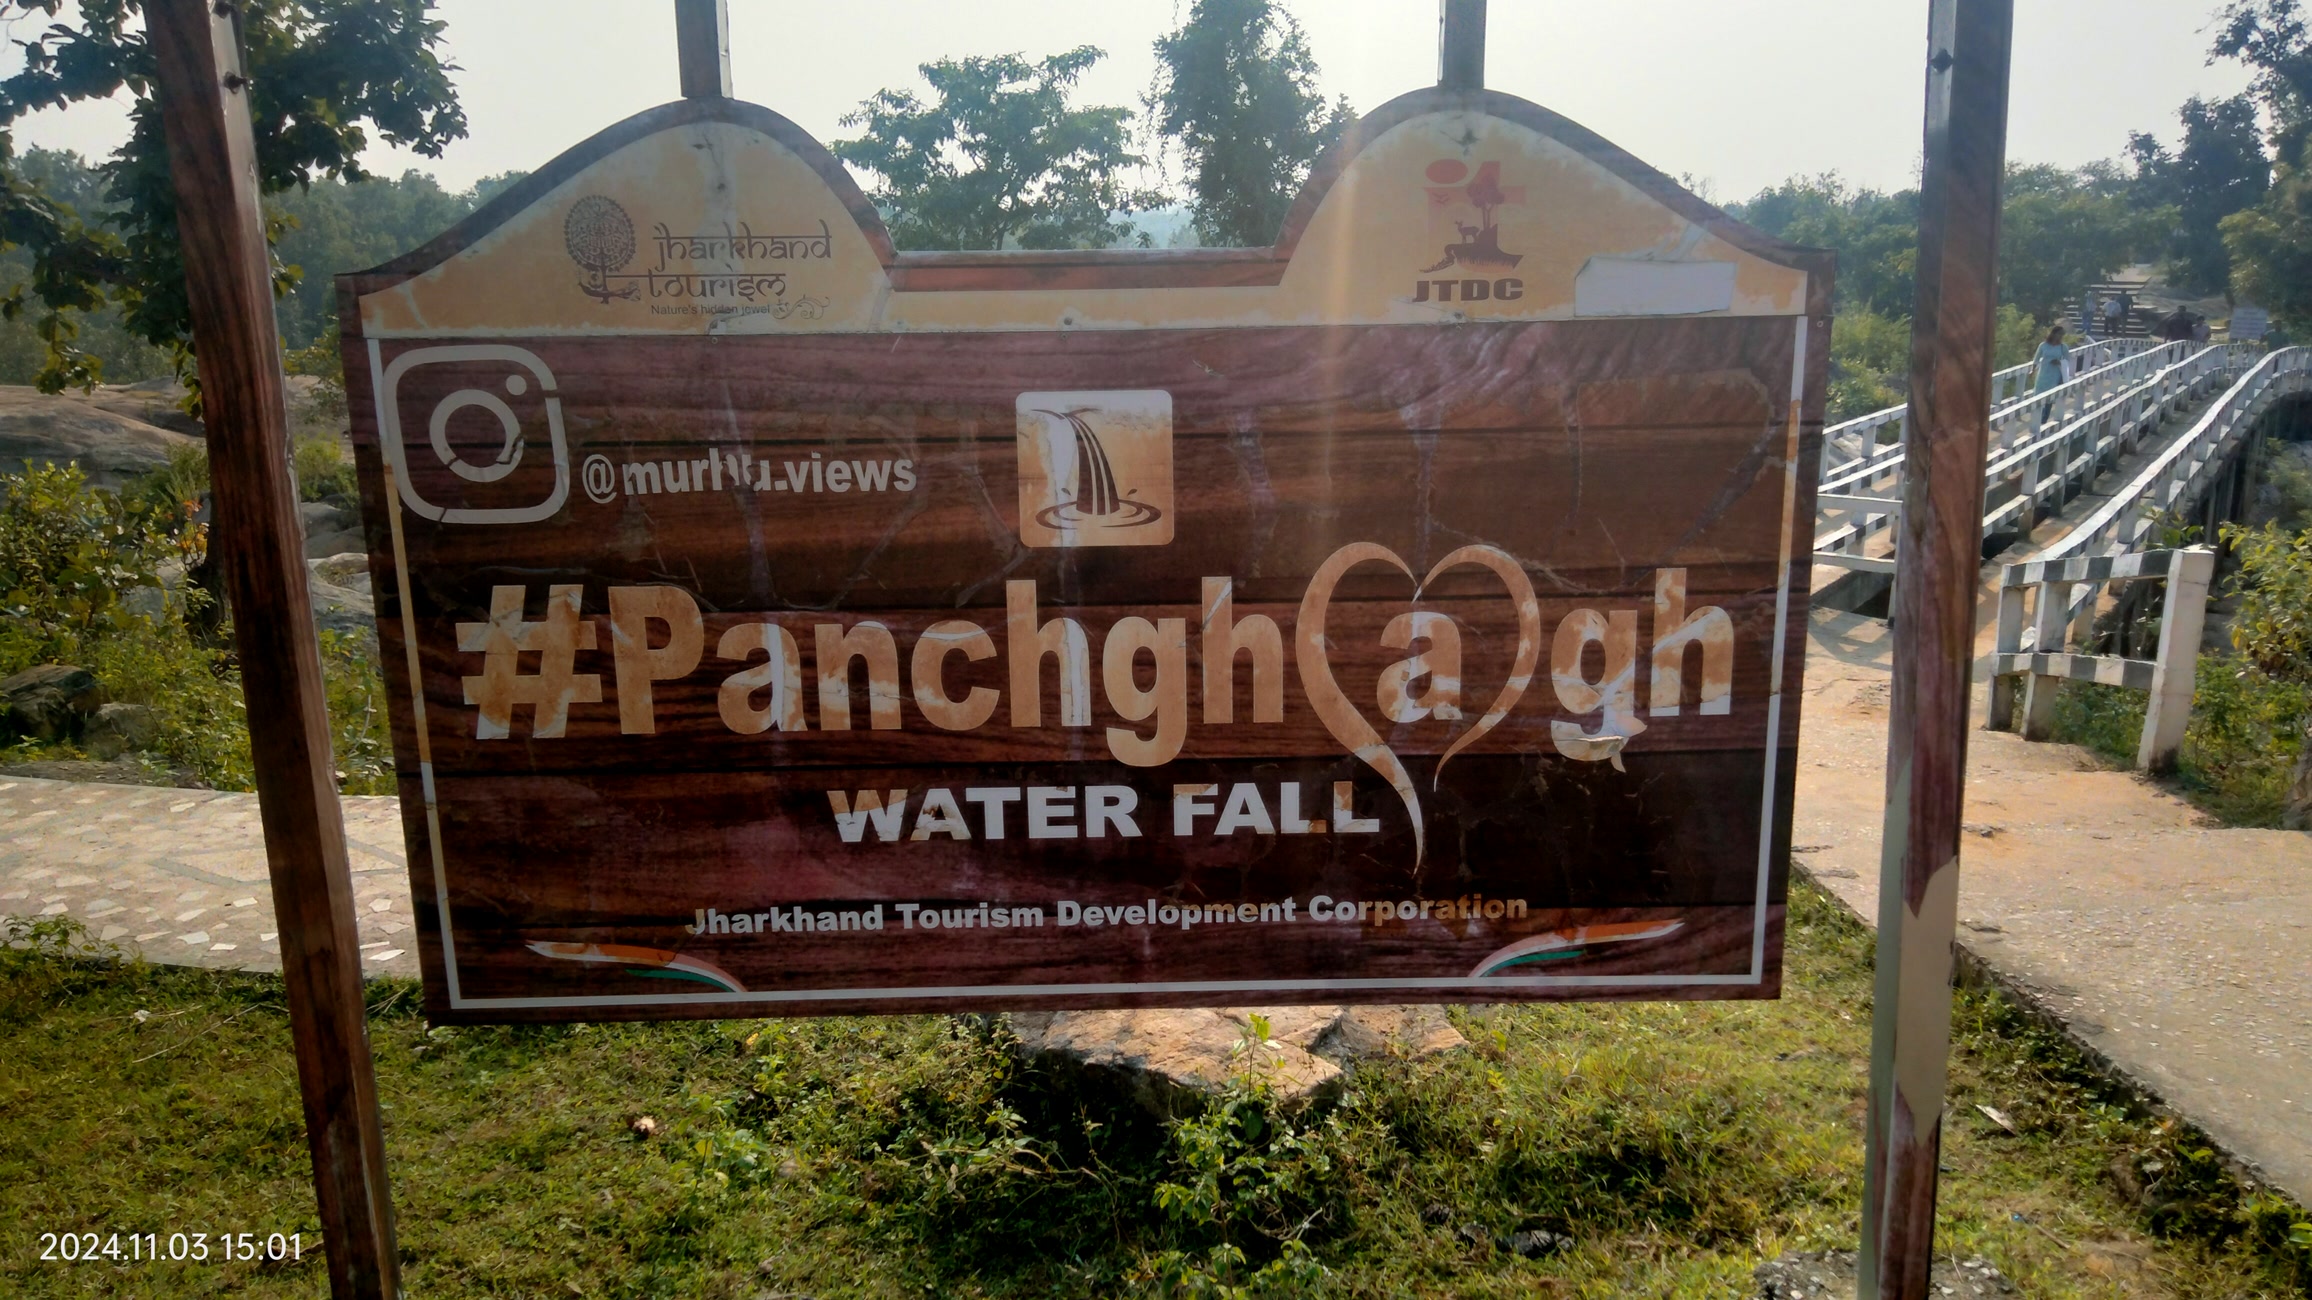 jharkhand
tourism
Nature's hidden jewel
JTDC
@murhu.views
#Panchghagh
WATER FALL
Jharkhand Tourism Development Corporation
2024.11.03 15:01